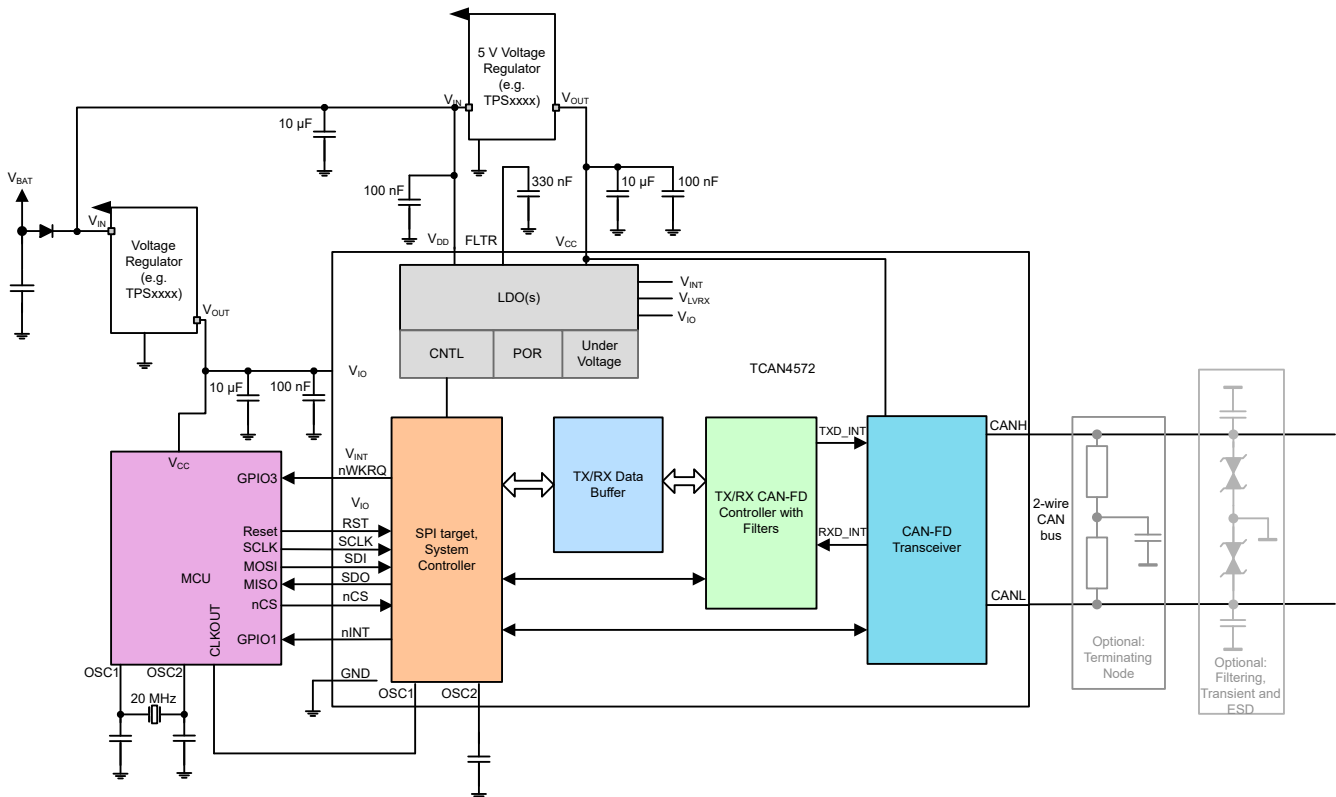 5 V Voltage
Regulator
(e.g.
TPSxxxx)
VIN
VOUT
10 µF
100 nF
330 nF
10 µF
100 nF
VBAT
VIN
Voltage
Regulator
(e.g.
TPSxxxx)
VOUT
VDD
FLTR
VCC
LDO(s)
VINT
VLVRX
VIO
CNTL
POR
Under
Voltage
TCAN4572
10 µF
100 nF
VIO
VCC
MCU
GPIO3
Reset
SCLK
MOSI
MISO
nCS
GPIO1
CLKOUT
OSC1
OSC2
20 MHz
VINT
nWKRQ
VIO
RST
SCLK
SDI
SDO
nCS
nINT
GND
SPI target,
System
Controller
OSC1
OSC2
TX/RX Data
Buffer
TX/RX CAN-FD
Controller with
Filters
TXD_INT
RXD_INT
CAN-FD
Transceiver
CANH
CANL
2-wire
CAN
bus
Optional:
Terminating
Node
Optional:
Filtering,
Transient and
ESD